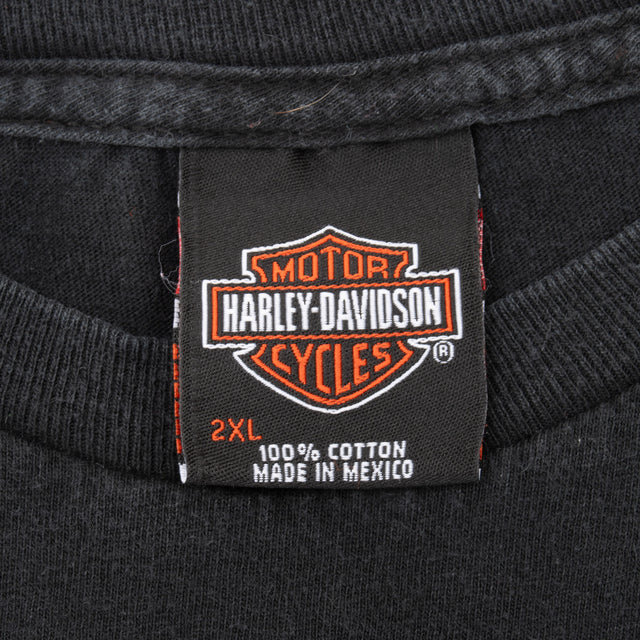 MOTOR
HARLEY-DAVIDSON
CYCLES
®
2XL
100% COTTON
MADE IN MEXICO